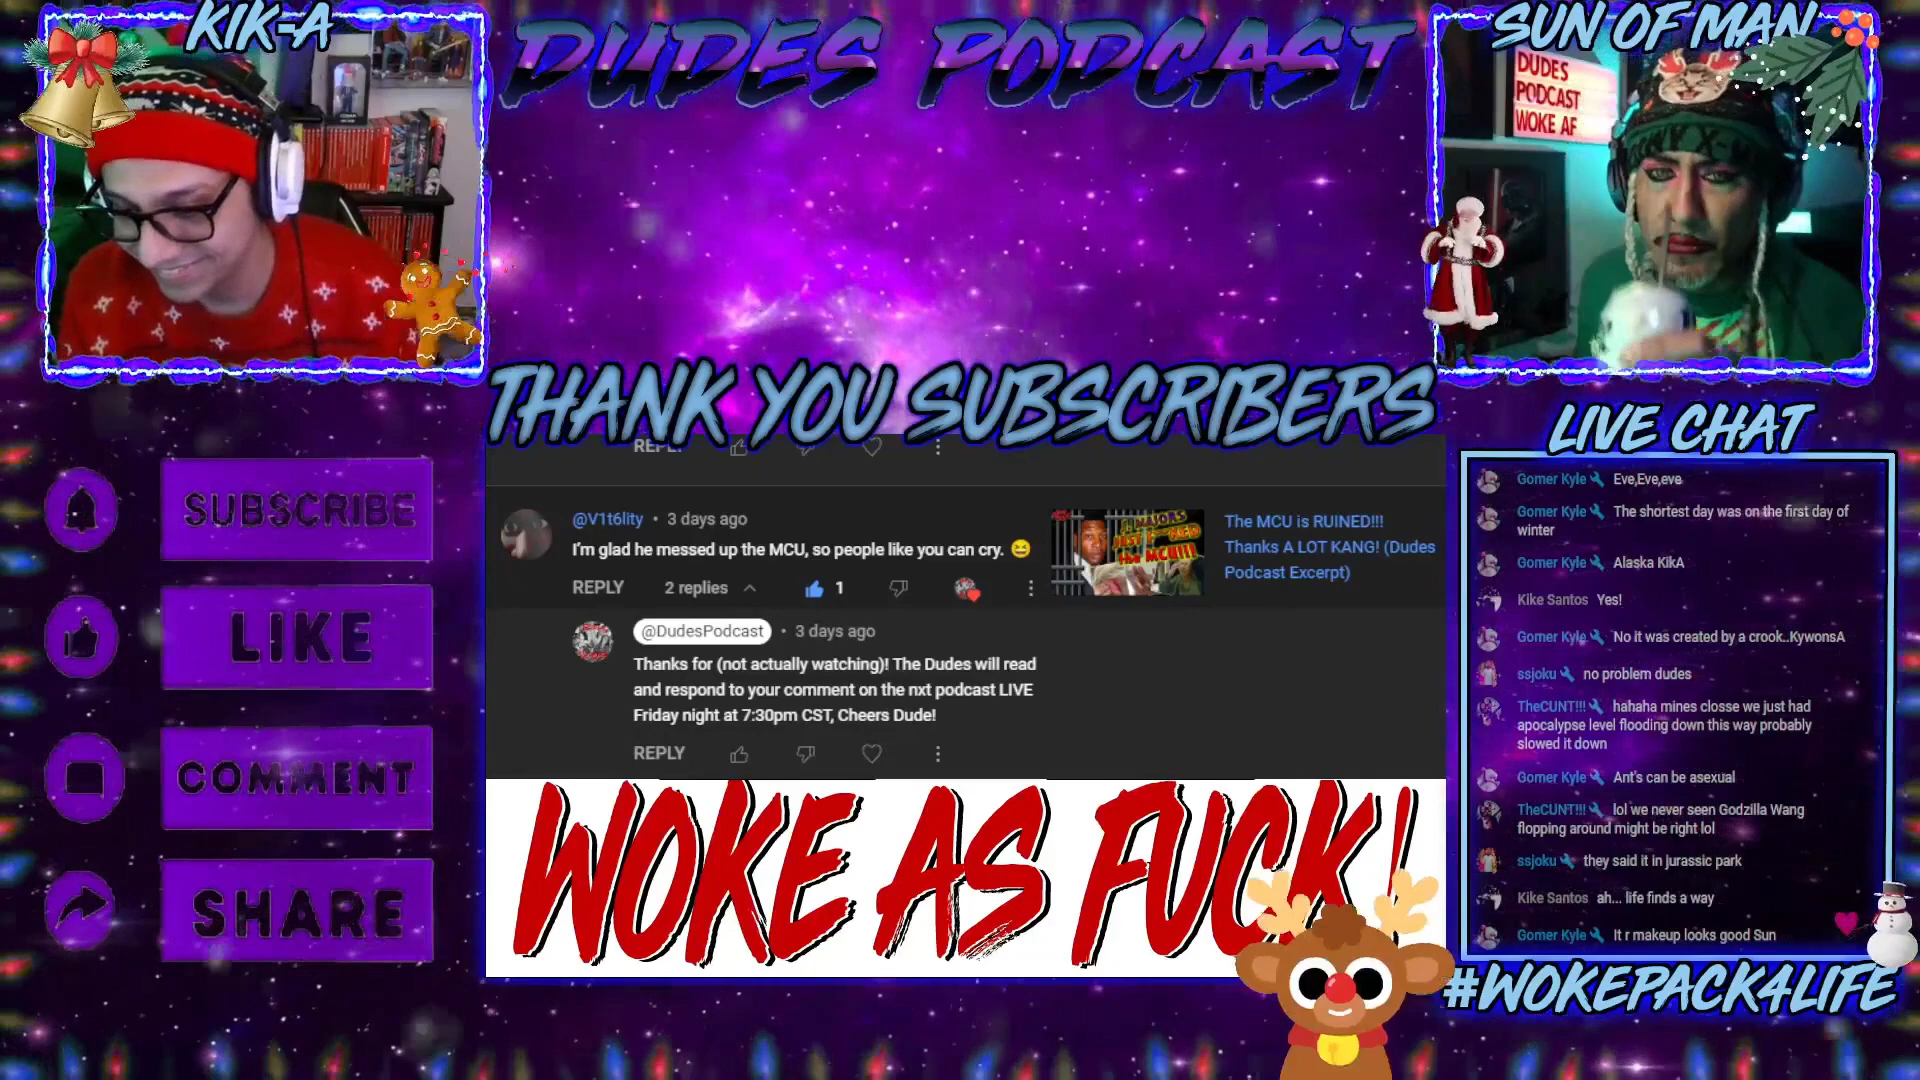 KIK-A
DUDES PODCAST
SUN OF MAN
DUDES
PODCAST
WOKE AF
THANK YOU SUBSCRIBERS
SUBSCRIBE
LIKE
COMMENT
SHARE
REPLY
@V1t6lity • 3 days ago
I'm glad he messed up the MCU, so people like you can cry. 😆
REPLY 2 replies 1
J. MAJORS
JUST F
the MCU!!!
The MCU is RUINED!!!
Thanks A LOT KANG! (Dudes
Podcast Excerpt)
@DudesPodcast • 3 days ago
Thanks for (not actually watching)! The Dudes will read
and respond to your comment on the nxt podcast LIVE
Friday night at 7:30pm CST, Cheers Dude!
REPLY
WOKE AS FUCK!
LIVE CHAT
Gomer Kyle Eve,Eve,eve
Gomer Kyle The shortest day was on the first day of
winter
Gomer Kyle Alaska KikA
Kike Santos Yes!
Gomer Kyle No it was created by a crook..KywonsA
ssjoku no problem dudes
TheCUNT!!! hahaha mines closse we just had
apocalypse level flooding down this way probably
slowed it down
Gomer Kyle Ant's can be asexual
TheCUNT!!! lol we never seen Godzilla Wang
flopping around might be right lol
ssjoku they said it in jurassic park
Kike Santos ah... life finds a way
Gomer Kyle It r makeup looks good Sun
#WOKEPACK4LIFE